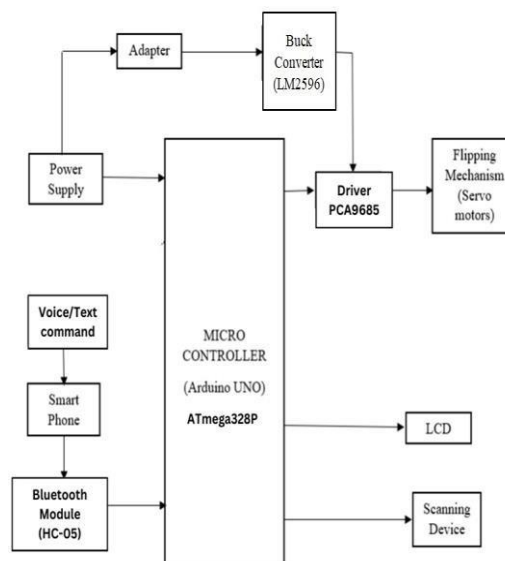 Adapter
Buck
Converter
(LM2596)
Power
Supply
Driver
PCA9685
Flipping
Mechanism
(Servo
motors)
Voice/Text
command
Smart
Phone
Bluetooth
Module
(HC-05)
MICRO
CONTROLLER
(Arduino UNO)
ATmega328P
LCD
Scanning
Device